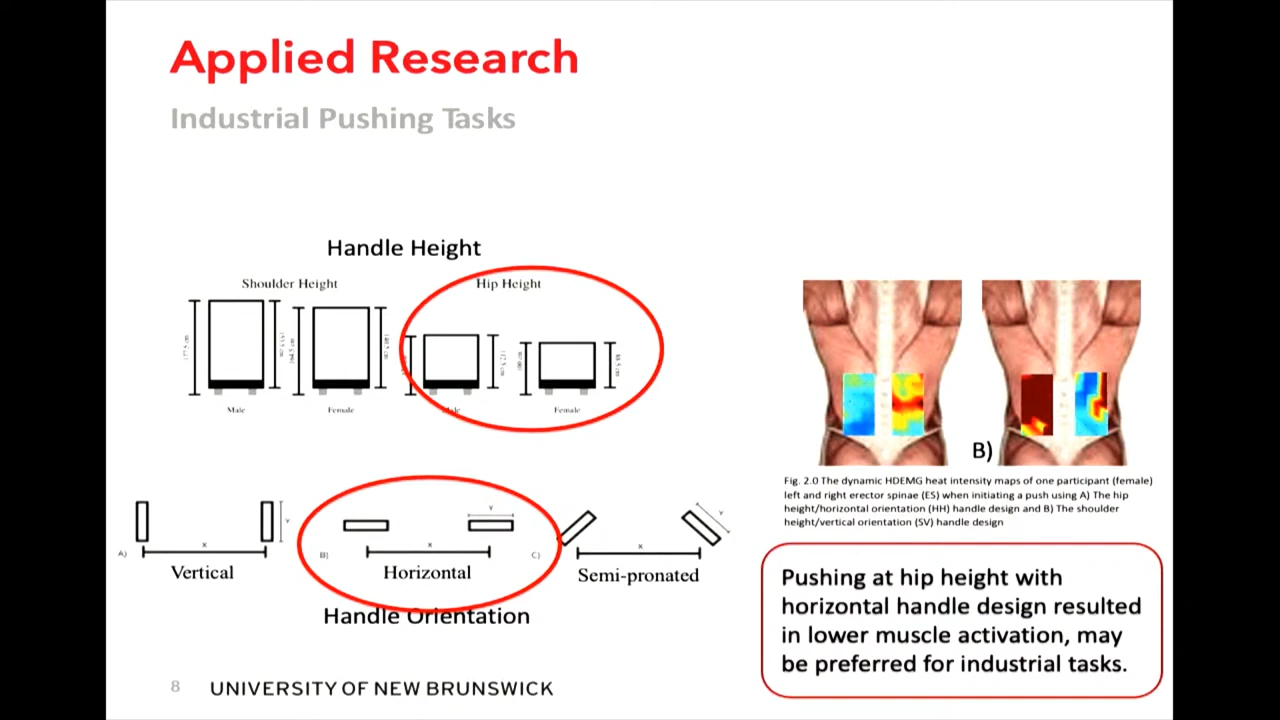 Applied Research
Industrial Pushing Tasks
Handle Height
Shoulder Height
Hip Height
Male
Female
Female
A)
X
Y
Vertical
B)
X
Y
Horizontal
C)
X
Y
Semi-pronated
Handle Orientation
B)
Fig. 2.0 The dynamic HDEMG heat intensity maps of one participant (female)
left and right erector spinae (ES) when initiating a push using A) The hip
height/horizontal orientation (HH) handle design and B) The shoulder
height/vertical orientation (SV) handle design
Pushing at hip height with
horizontal handle design resulted
in lower muscle activation, may
be preferred for industrial tasks.
8
UNIVERSITY OF NEW BRUNSWICK